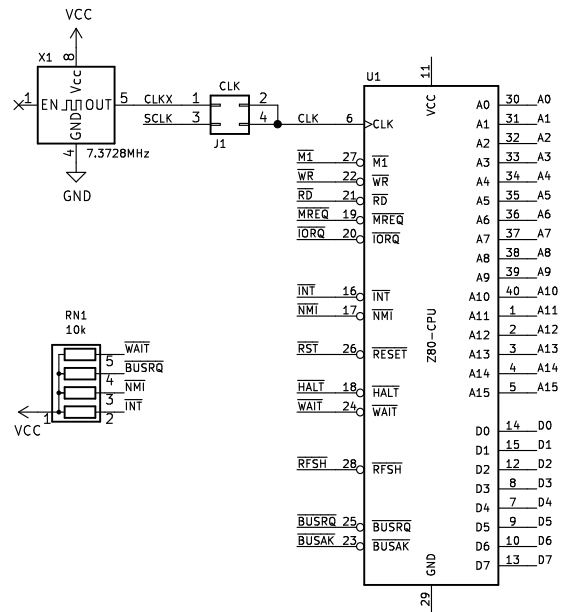 VCC
X1
8
Vcc
1
EN
OUT
5
CLKX
GND
4
7.3728MHz
GND
CLK
1
2
SCLK
3
4
J1
CLK
6
U1
11
VCC
CLK
M1 27 M1
WR 22 WR
RD 21 RD
MREQ 19 MREQ
IORQ 20 IORQ
INT 16 INT
NMI 17 NMI
RST 26 RESET
HALT 18 HALT
WAIT 24 WAIT
RFSH 28 RFSH
BUSRQ 25 BUSRQ
BUSAK 23 BUSAK
Z80-CPU
A0 30 A0
A1 31 A1
A2 32 A2
A3 33 A3
A4 34 A4
A5 35 A5
A6 36 A6
A7 37 A7
A8 38 A8
A9 39 A9
A10 40 A10
A11 1 A11
A12 2 A12
A13 3 A13
A14 4 A14
A15 5 A15
D0 14 D0
D1 15 D1
D2 12 D2
D3 8 D3
D4 7 D4
D5 9 D5
D6 10 D6
D7 13 D7
GND
29
RN1
10k
WAIT
5
BUSRQ
4
NMI
3
INT
2
1
VCC